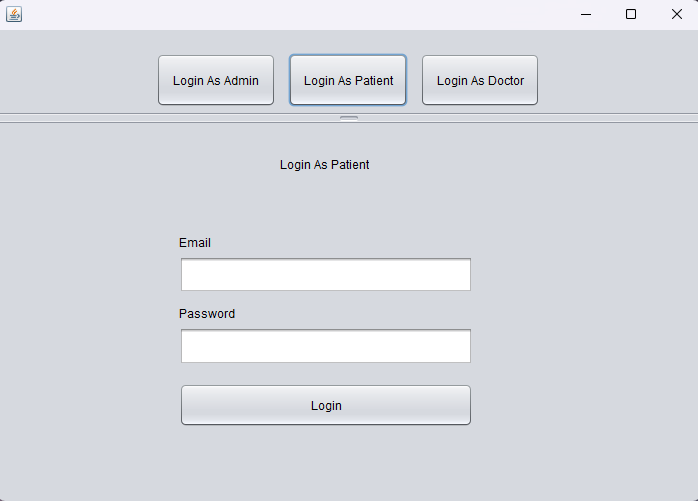 Login As Admin Login As Patient Login As Doctor
Login As Patient
Email
Password
Login